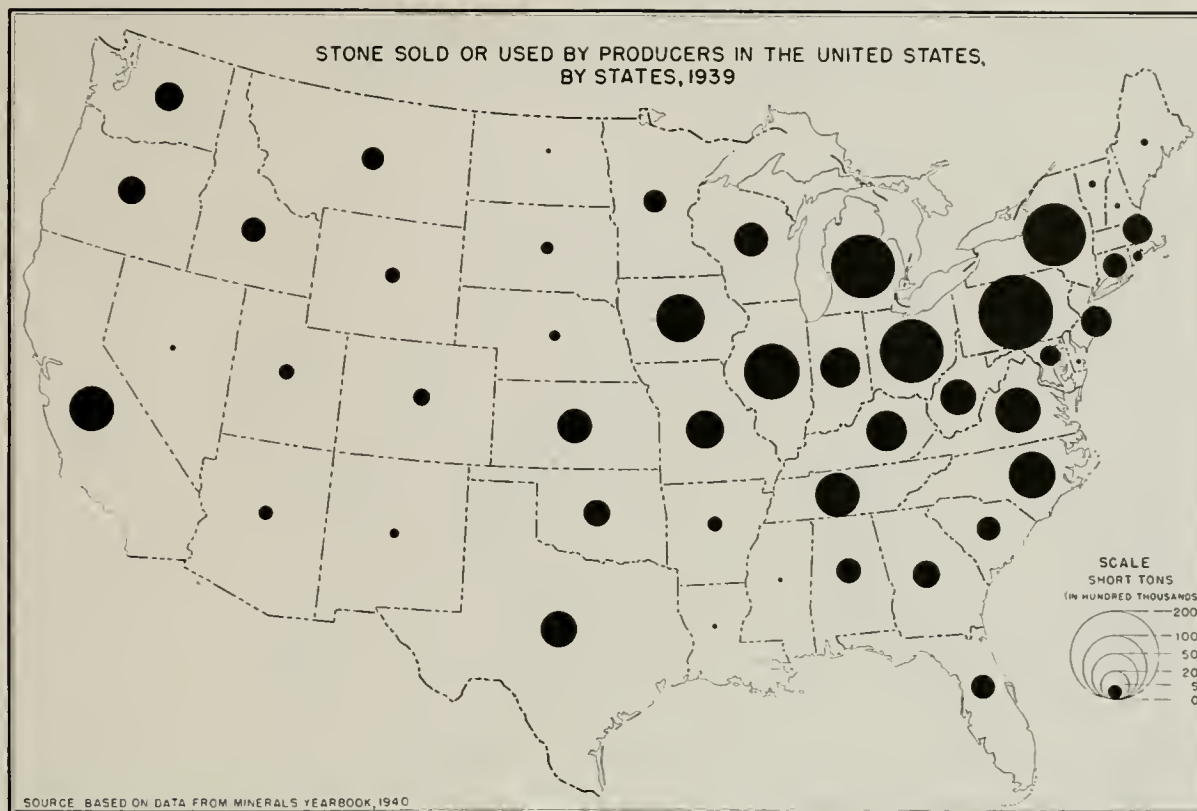 STONE SOLD OR USED BY PRODUCERS IN THE UNITED STATES,
BY STATES, 1939
SCALE
SHORT TONS
(IN HUNDRED THOUSANDS)
200
100
50
20
5
0
SOURCE BASED ON DATA FROM MINERALS YEARBOOK, 1940